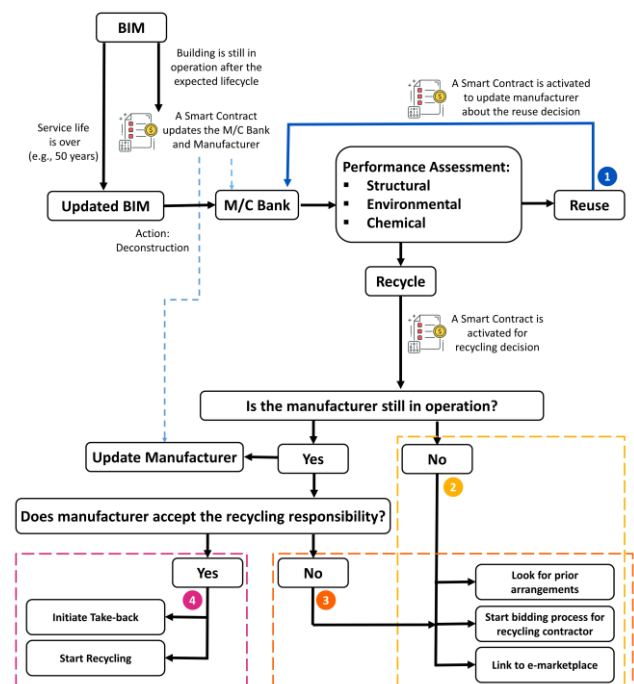 BIM
Building is still in
operation after the
expected lifecycle
A Smart Contract is activated
to update manufacturer
about the reuse decision
A Smart Contract
updates the M/C Bank
and Manufacturer
Service life
is over
(e.g., 50 years)
Performance Assessment:
▪ Structural
▪ Environmental
▪ Chemical
1
Updated BIM
M/C Bank
Reuse
Action:
Deconstruction
Recycle
A Smart Contract is
activated for
recycling decision
Is the manufacturer still in operation?
Update Manufacturer
Yes
No
2
Does manufacturer accept the recycling responsibility?
Yes
No
4
3
Look for prior
arrangements
Initiate Take-back
Start bidding process for
recycling contractor
Start Recycling
Link to e-marketplace